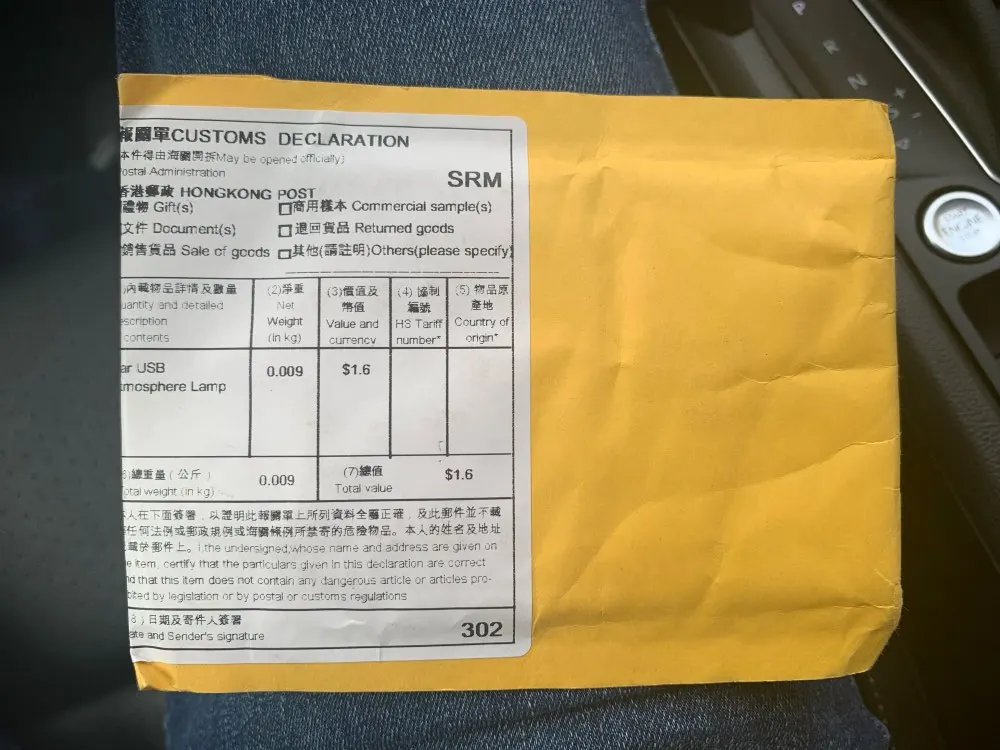 報關單CUSTOMS DECLARATION
本件得由海關開拆May be opened officially)
ostal Administration
SRM
香港郵政 HONGKONG POST
禮物 Gift(s)
商用樣本 Commercial sample(s)
文件 Document(s)
退回貨品 Returned goods
銷售貨品 Sale of goods
其他(請註明)Others(please specify)
)內載物品詳情及數量
uantity and detailed
escription
contents
(2)淨重
Net
Weight
(in kg)
(3)價值及
幣值
Value and
currency
(4) 協制
編號
HS Tariff
number*
(5) 物品原
產地
Country of
origin*
ar USB
tmosphere Lamp
0.009
$1.6
6)總重量(公斤)
otal weight (in kg)
0.009
(7)總值
Total value
$1.6
本人在下面簽署，以證明此報關單上所列資料全屬正確，及此郵件並不載
任何法例或郵政規例或海關條例所禁寄的危險物品。本人的姓名及地址
載於郵件上。I,the undersigned,whose name and address are given on
e item, certify that the particulars given in this declaration are correct
nd that this item does not contain any dangerous article or articles pro-
bited by legislation or by postal or customs regulations
8)日期及寄件人簽署
ate and Sender's signature
302
P
R
N
+
D
-
START
ENGINE
STOP